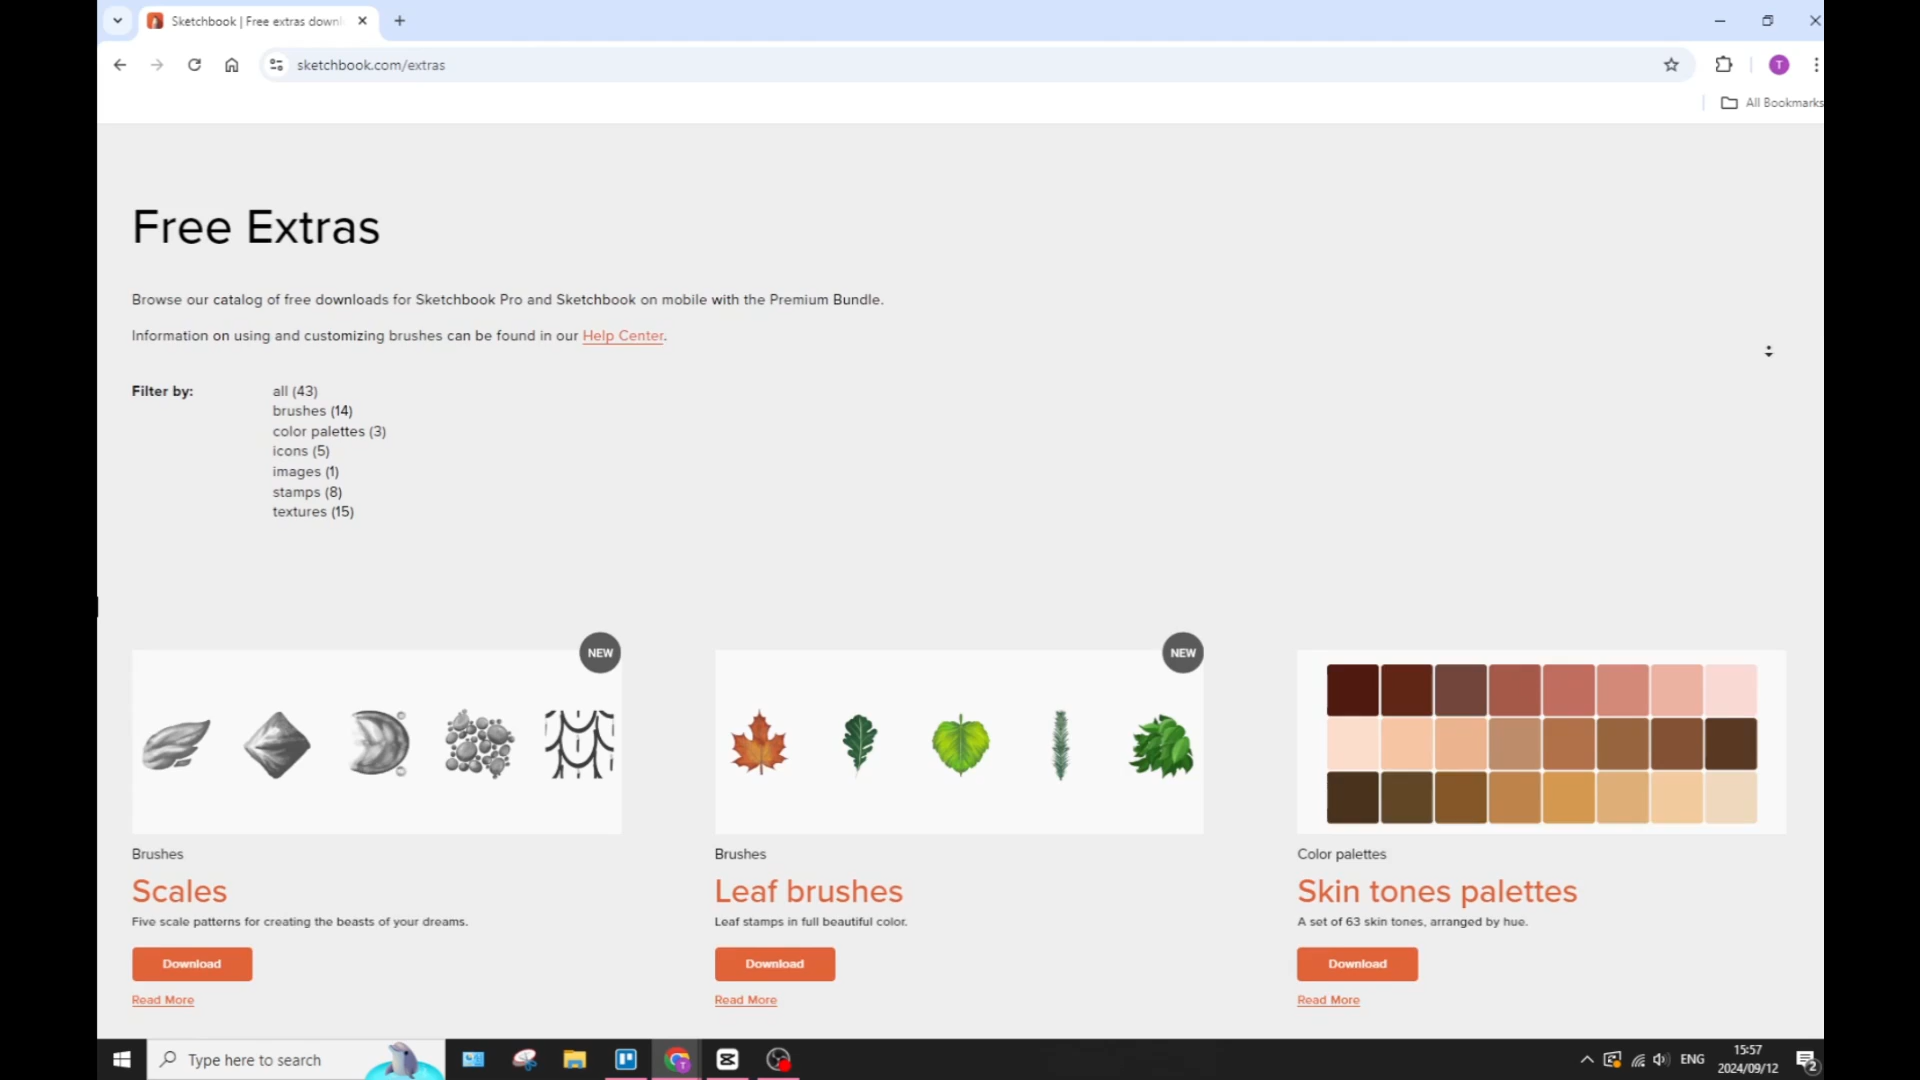 Sketchbook | Free extras down
sketchbook.com/extras
T
All Bookmarks
Free Extras
Browse our catalog of free downloads for Sketchbook Pro and Sketchbook on mobile with the Premium Bundle.
Information on using and customizing brushes can be found in our Help Center.
Filter by:
all (43)
brushes (14)
color palettes (3)
icons (5)
images (1)
stamps (8)
textures (15)
NEW
NEW
Brushes
Brushes
Color palettes
Scales
Leaf brushes
Skin tones palettes
Five scale patterns for creating the beasts of your dreams.
Leaf stamps in full beautiful color.
A set of 63 skin tones, arranged by hue.
Download
Download
Download
Read More
Read More
Read More
Type here to search
T
ENG
15:57
2024/09/12
2